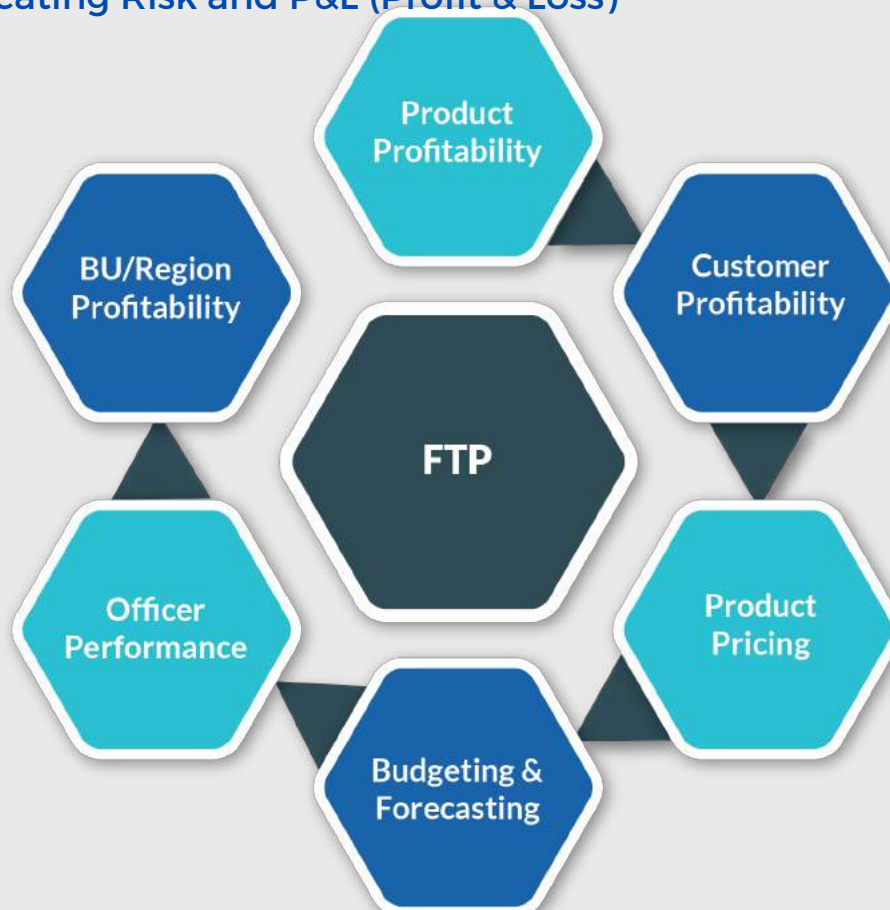 cating Risk and P&L (Profit & Loss)
Product
Profitability
BU/Region
Profitability
Customer
Profitability
FTP
Officer
Performance
Product
Pricing
Budgeting &
Forecasting